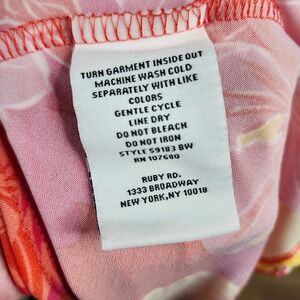 TURN GARMENT INSIDE OUT
MACHINE WASH COLD
SEPARATELY WITH LIKE
COLORS
GENTLE CYCLE
LINE DRY
DO NOT BLEACH
DO NOT IRON
STYLE 59183 BW
RN 107680
RUBY RD.
1333 BROADWAY
NEW YORK,NY 10018